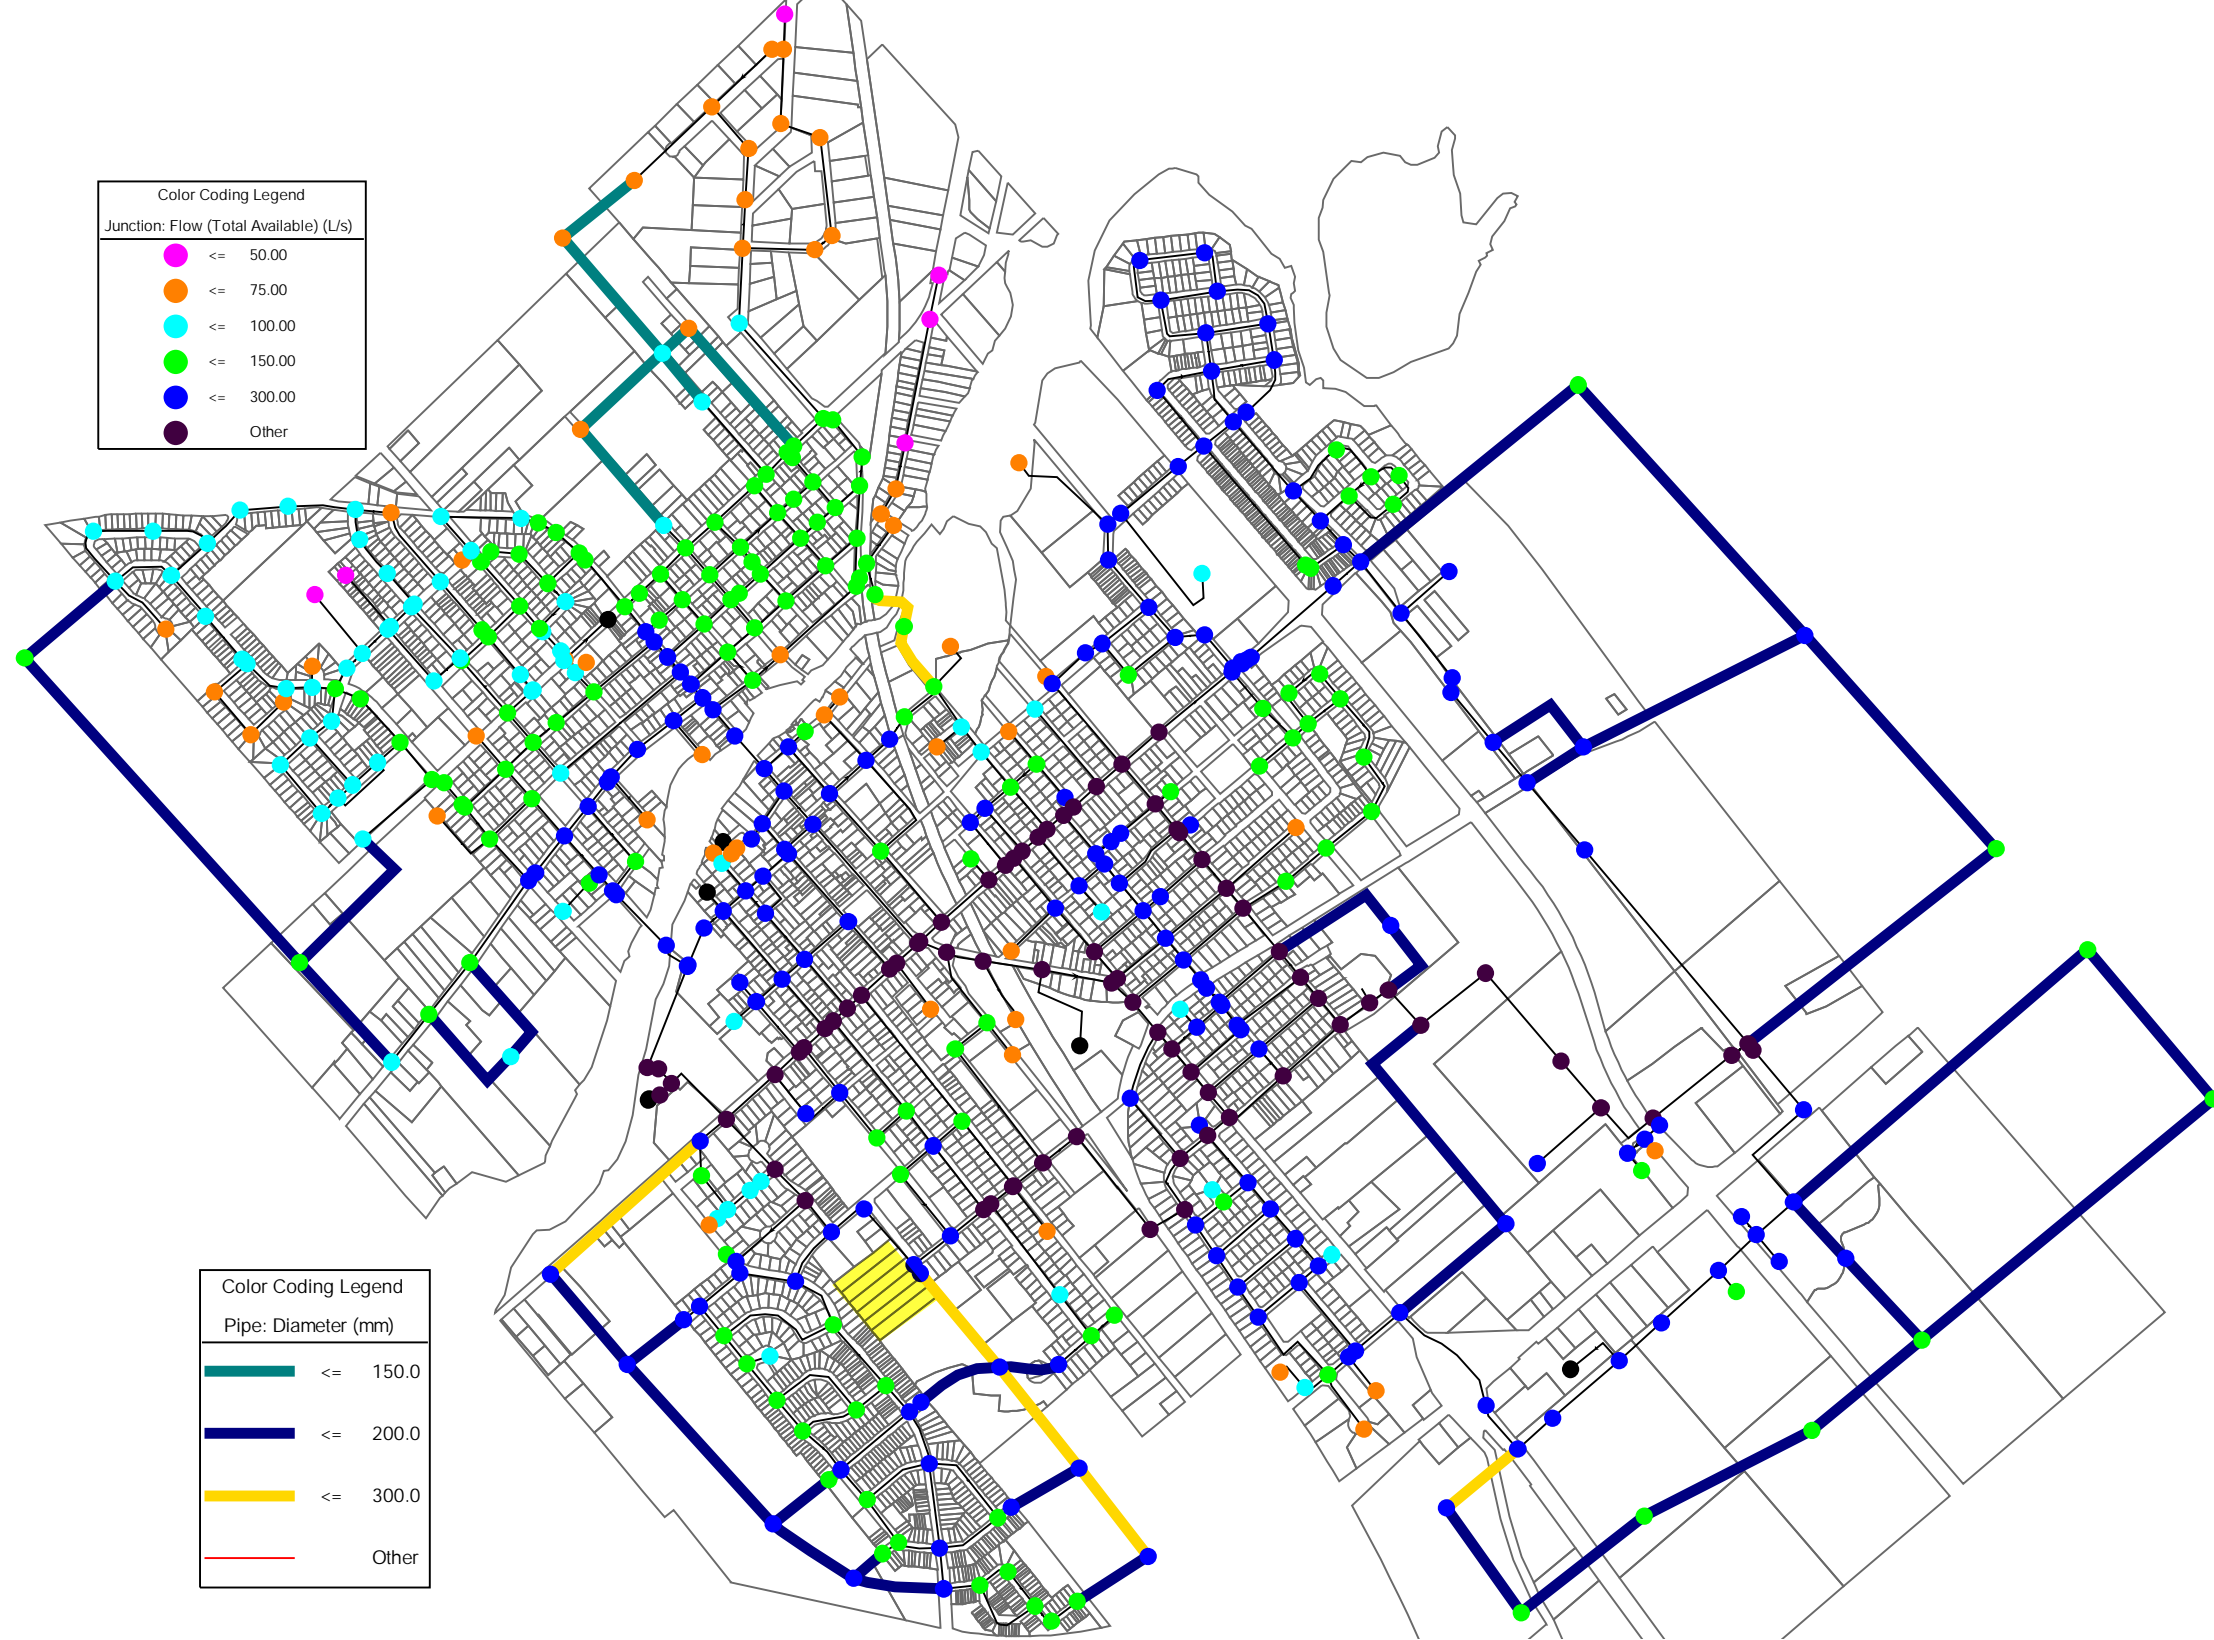 Color Coding Legend
Junction: Flow (Total Available) (L/s)
<= 50.00
<= 75.00
<= 100.00
<= 150.00
<= 300.00
Other
Color Coding Legend
Pipe: Diameter (mm)
<= 150.0
<= 200.0
<= 300.0
Other